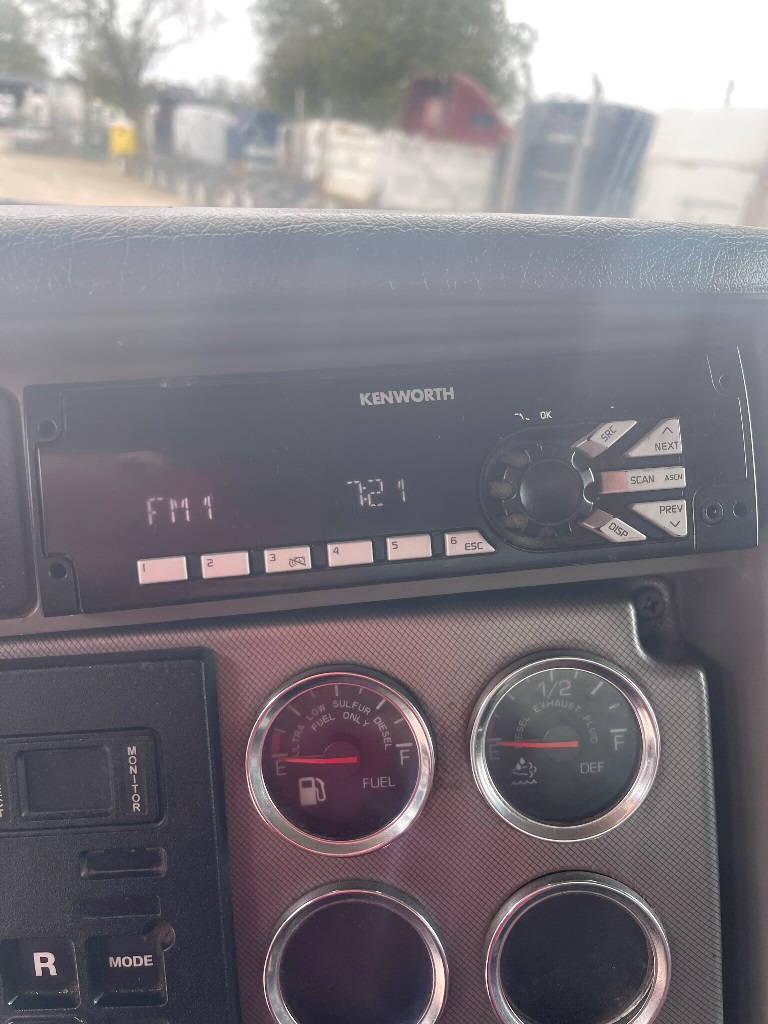 KENWORTH
OK
SRC
NEXT
FM1 7:21
SCAN ASCN
PREV
DISP
1 2 3 4 5 6 ESC
ULTRA LOW SULFUR DIESEL
FUEL ONLY
E F
FUEL
1/2
DIESEL EXHAUST FLUID
E F
DEF
MONITOR
R MODE